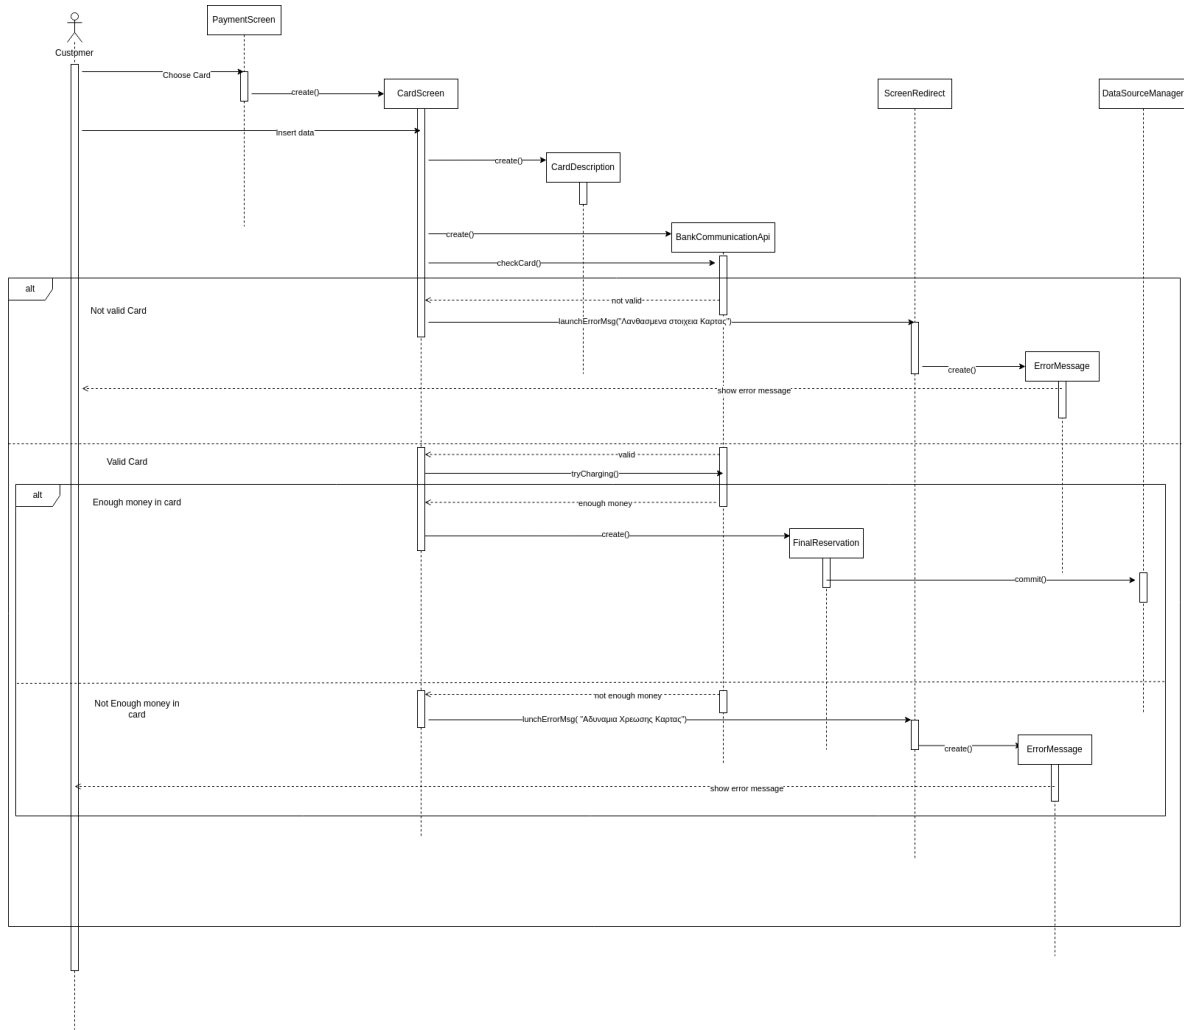 PaymentScreen
Customer
Choose Card
create()
CardScreen
ScreenRedirect
DataSourceManager
Insert data
create()
CardDescription
create()
BankCommunicationApi
checkCard()
alt
Not valid Card
not valid
launchErrorMsg("Λανθασμενα στοιχεια Καρτας")
create()
ErrorMessage
show error message
Valid Card
valid
tryCharging()
alt
Enough money in card
enough money
create()
FinalReservation
commit()
Not Enough money in
card
not enough money
lunchErrorMsg( "Αδυναμια Χρεωσης Καρτας")
create()
ErrorMessage
show error message